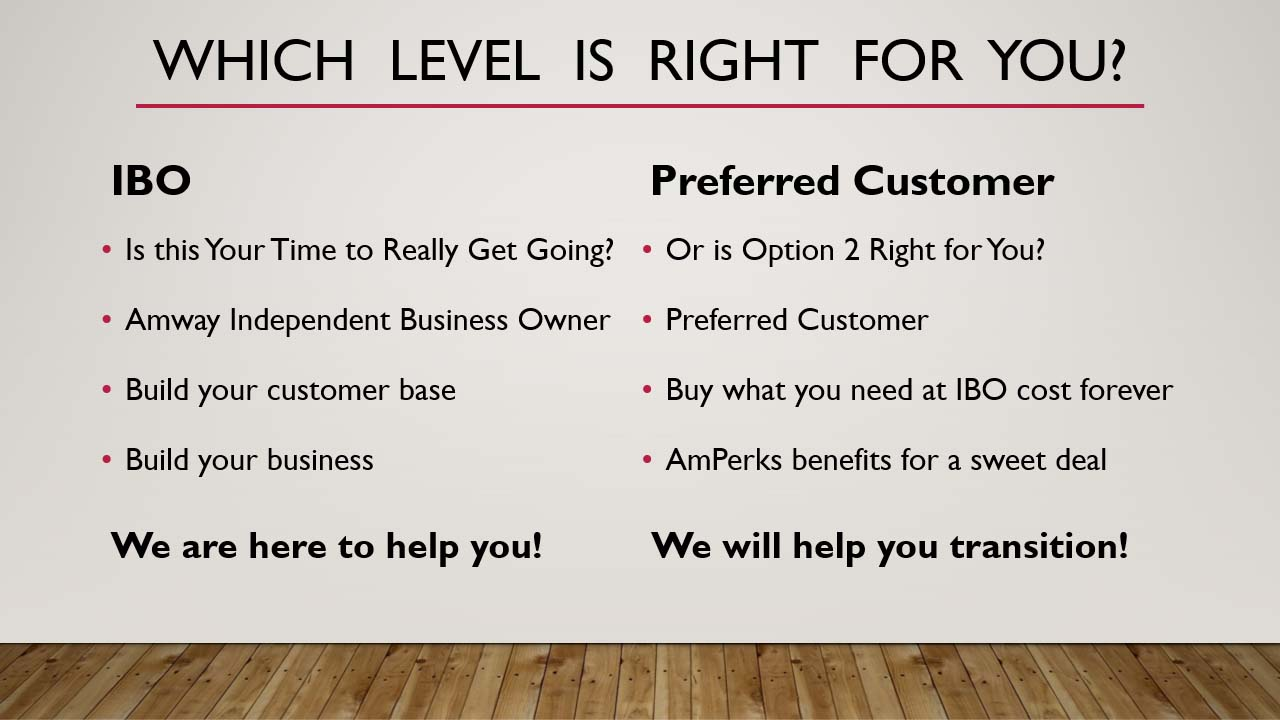 WHICH LEVEL IS RIGHT FOR YOU?
IBO
• Is this Your Time to Really Get Going?
• Amway Independent Business Owner
• Build your customer base
• Build your business
We are here to help you!
Preferred Customer
• Or is Option 2 Right for You?
• Preferred Customer
• Buy what you need at IBO cost forever
• AmPerks benefits for a sweet deal
We will help you transition!